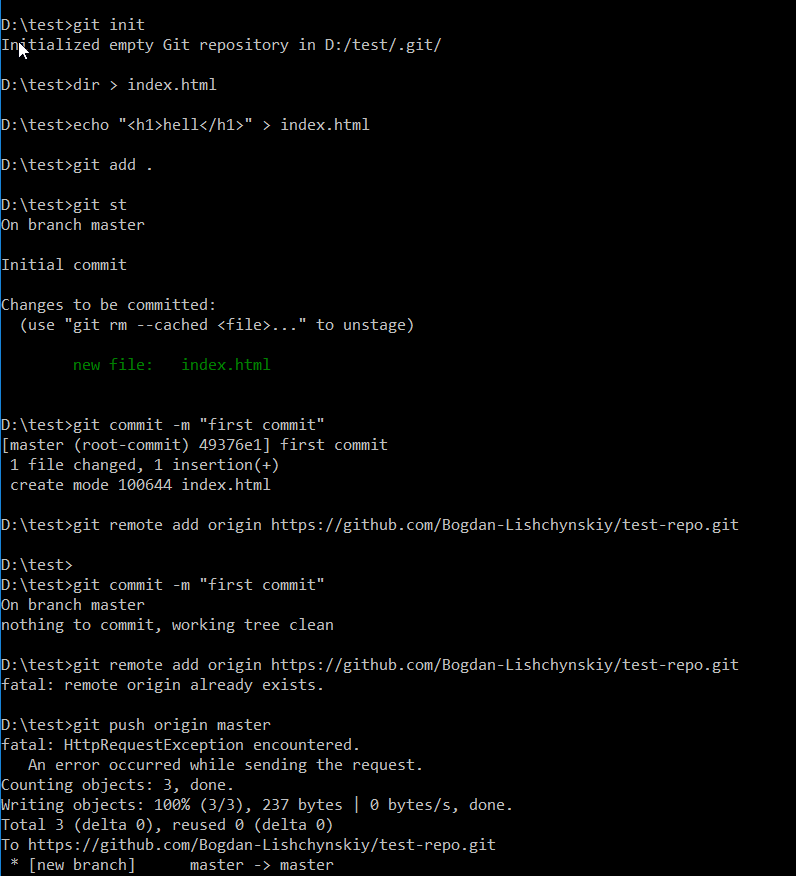 D:\test>git init
Initialized empty Git repository in D:/test/.git/
D:\test>dir > index.html
D:\test>echo "<h1>hell</h1>" > index.html
D:\test>git add .
D:\test>git st
On branch master
Initial commit
Changes to be committed:
  (use "git rm --cached <file>..." to unstage)
        new file:   index.html
D:\test>git commit -m "first commit"
[master (root-commit) 49376e1] first commit
 1 file changed, 1 insertion(+)
 create mode 100644 index.html
D:\test>git remote add origin https://github.com/Bogdan-Lishchynskiy/test-repo.git
D:\test>
D:\test>git commit -m "first commit"
On branch master
nothing to commit, working tree clean
D:\test>git remote add origin https://github.com/Bogdan-Lishchynskiy/test-repo.git
fatal: remote origin already exists.
D:\test>git push origin master
fatal: HttpRequestException encountered.
   An error occurred while sending the request.
Counting objects: 3, done.
Writing objects: 100% (3/3), 237 bytes | 0 bytes/s, done.
Total 3 (delta 0), reused 0 (delta 0)
To https://github.com/Bogdan-Lishchynskiy/test-repo.git
 * [new branch]      master -> master